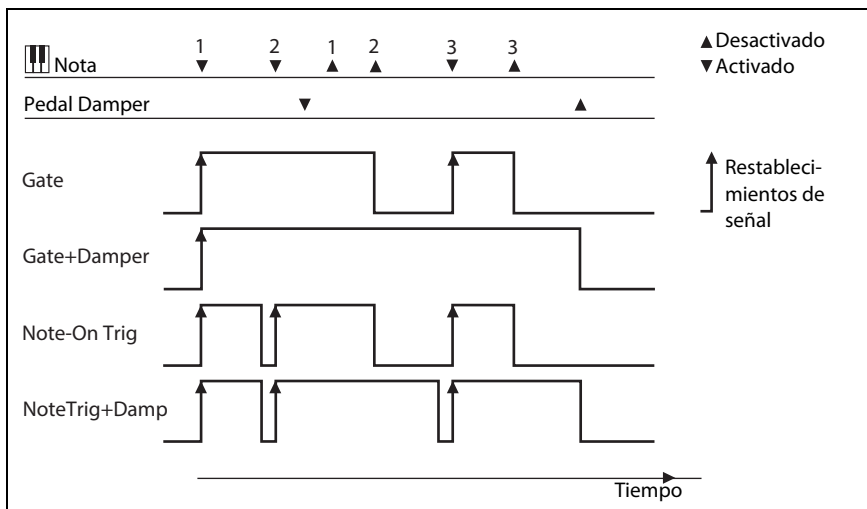 1 2 1 2 3 3
Nota
▲Desactivado
▼Activado
Pedal Damper
Gate
Restableci-
mientos de
señal
Gate+Damper
Note-On Trig
NoteTrig+Damp
Tiempo